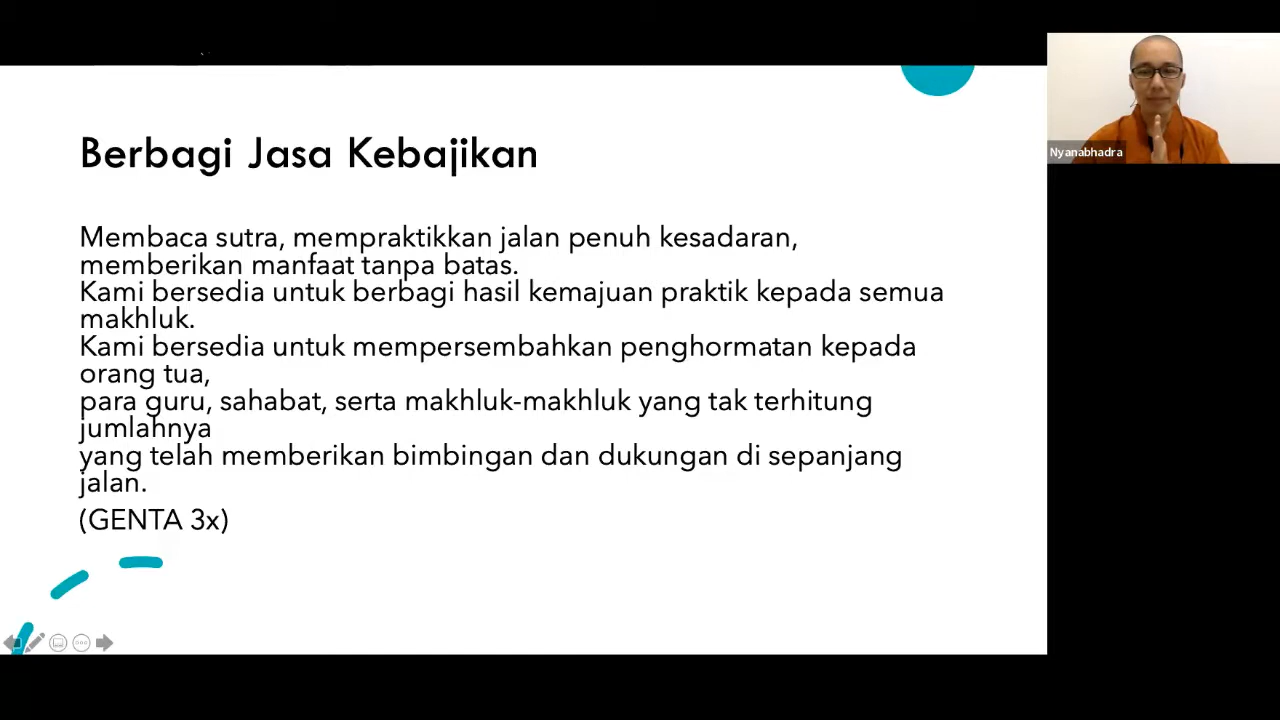 Berbagi Jasa Kebajikan
Membaca sutra, mempraktikkan jalan penuh kesadaran,
memberikan manfaat tanpa batas.
Kami bersedia untuk berbagi hasil kemajuan praktik kepada semua
makhluk.
Kami bersedia untuk mempersembahkan penghormatan kepada
orang tua,
para guru, sahabat, serta makhluk-makhluk yang tak terhitung
jumlahnya
yang telah memberikan bimbingan dan dukungan di sepanjang
jalan.
(GENTA 3x)
Nyanabhadra